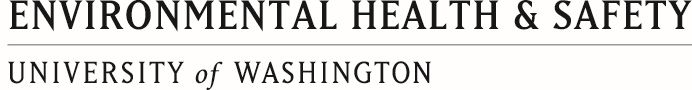 ENVIRONMENTAL HEALTH & SAFETY
UNIVERSITY of WASHINGTON